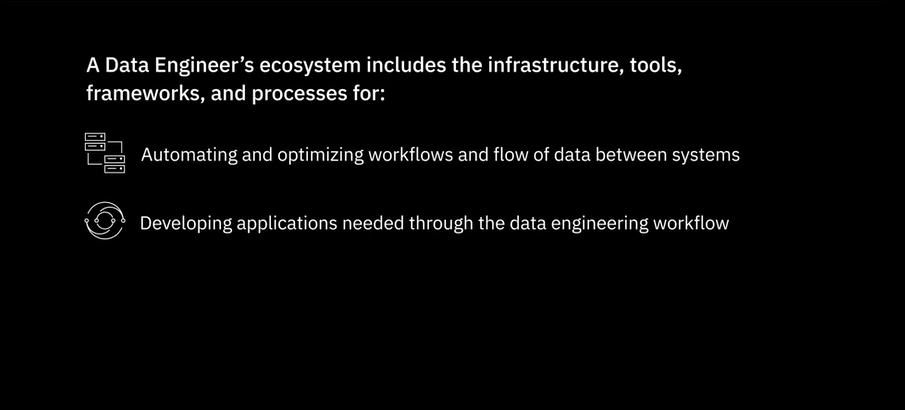 A Data Engineer’s ecosystem includes the infrastructure, tools,
frameworks, and processes for:
Automating and optimizing workflows and flow of data between systems
Developing applications needed through the data engineering workflow